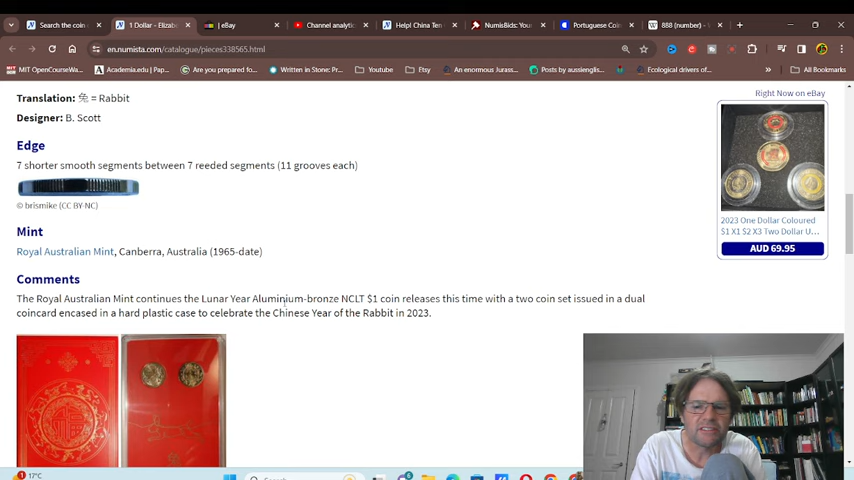 Search the coin
1 Dollar - Elizabe
eBay
Channel analytic
Help! China Ten
NumisBids: You
Portuguese Coin
888 (number) -
en.numista.com/catalogue/pieces338565.html
MIT OpenCourseWa...
Academia.edu | Pap...
Are you prepared fo...
Written in Stone: Pr...
Youtube
Etsy
An enormous Jurass...
Posts by aussienglis...
Ecological drivers of...
All Bookmarks
Translation: 兔 = Rabbit
Designer: B. Scott
Edge
7 shorter smooth segments between 7 reeded segments (11 grooves each)
© brismike (CC BY-NC)
Mint
Royal Australian Mint, Canberra, Australia (1965-date)
Comments
The Royal Australian Mint continues the Lunar Year Aluminium-bronze NCLT $1 coin releases this time with a two coin set issued in a dual
coincard encased in a hard plastic case to celebrate the Chinese Year of the Rabbit in 2023.
Right Now on eBay
2023 One Dollar Coloured
$1 X1 $2 X3 Two Dollar U...
AUD 69.95
17°C
Search